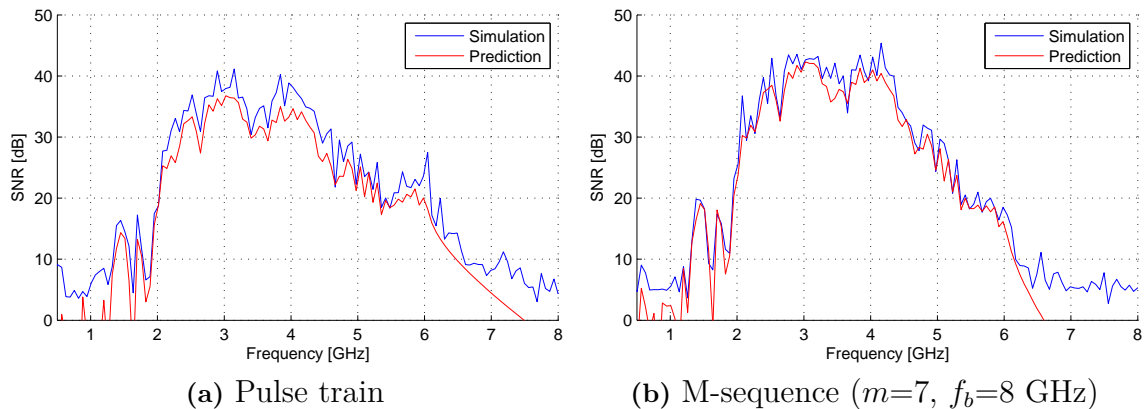 50
40
30
20
10
0
SNR [dB]
Simulation
Prediction
1 2 3 4 5 6 7 8
Frequency [GHz]
(a) Pulse train
50
40
30
20
10
0
SNR [dB]
Simulation
Prediction
1 2 3 4 5 6 7 8
Frequency [GHz]
(b) M-sequence (m=7, f_b=8 GHz)